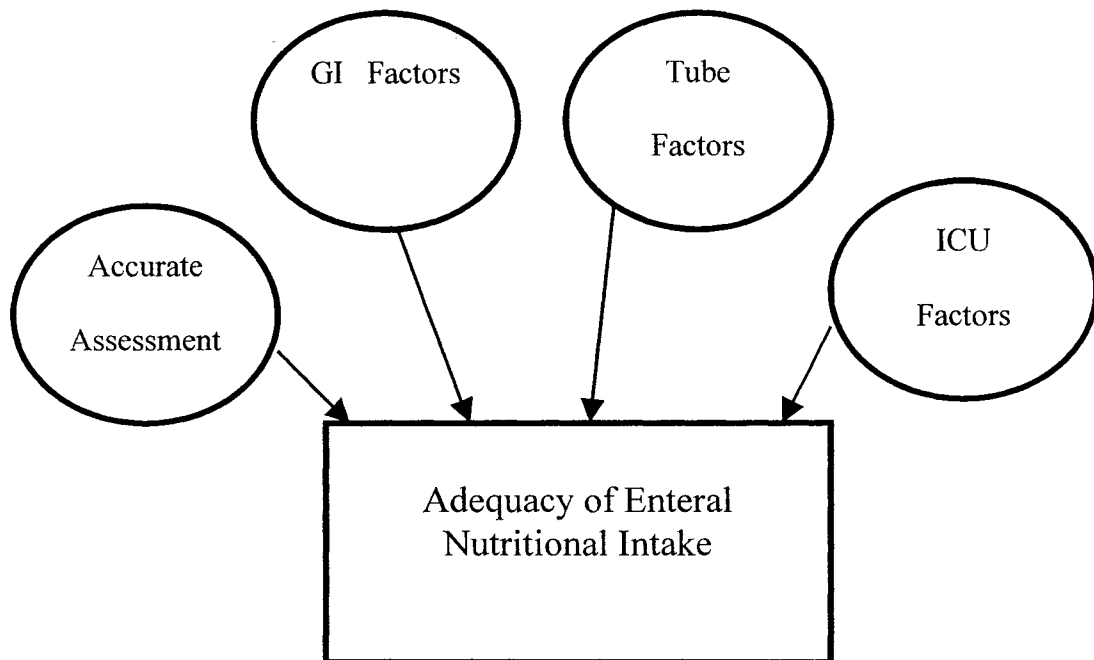 GI Factors
Tube
Factors
Accurate
Assessment
ICU
Factors
Adequacy of Enteral
Nutritional Intake